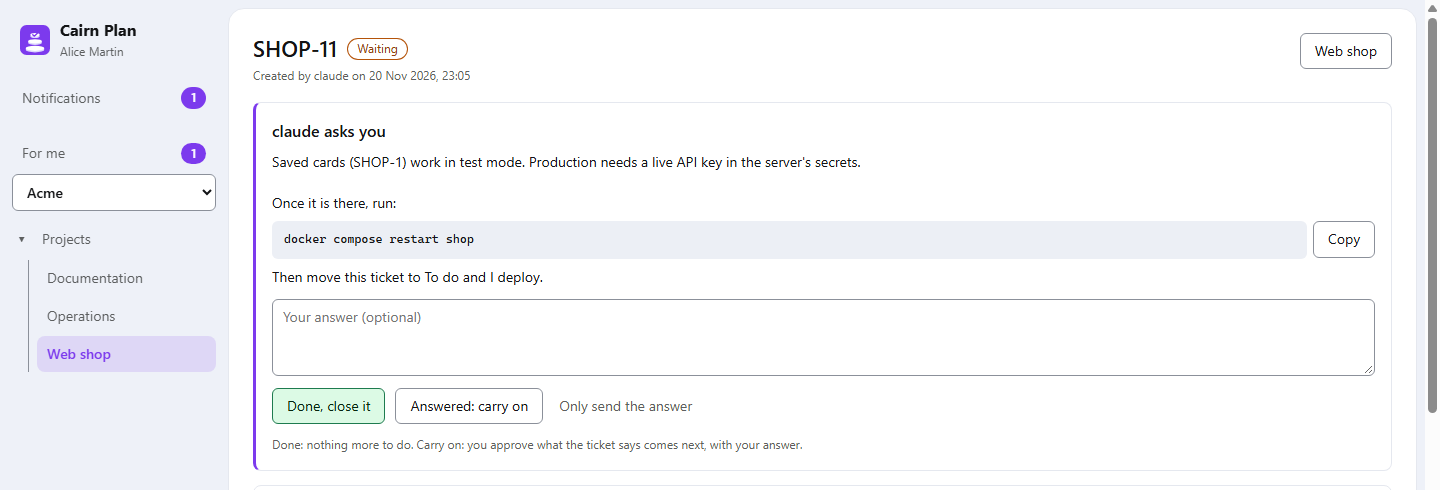 Cairn Plan
Alice Martin
Notifications 1
For me 1
Acme
Projects
Documentation
Operations
Web shop
SHOP-11 Waiting
Web shop
Created by claude on 20 Nov 2026, 23:05
claude asks you
Saved cards (SHOP-1) work in test mode. Production needs a live API key in the server's secrets.
Once it is there, run:
docker compose restart shop
Copy
Then move this ticket to To do and I deploy.
Your answer (optional)
Done, close it
Answered: carry on
Only send the answer
Done: nothing more to do. Carry on: you approve what the ticket says comes next, with your answer.